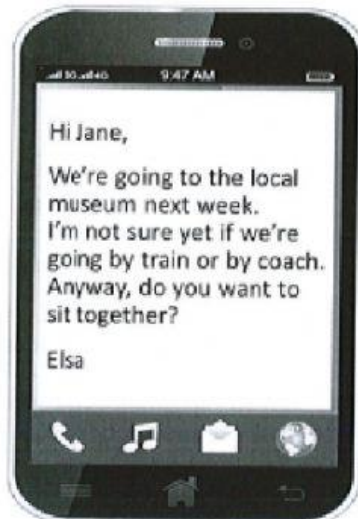 9:47 AM
Hi Jane,
We're going to the local
museum next week.
I'm not sure yet if we're
going by train or by coach.
Anyway, do you want to
sit together?
Elsa